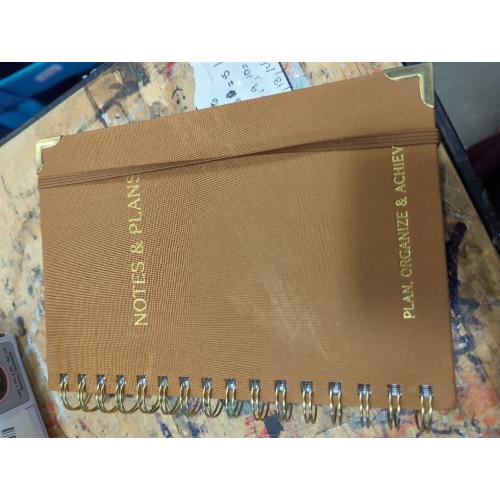 NOTES & PLANS
PLAN, ORGANIZE & ACHIEV